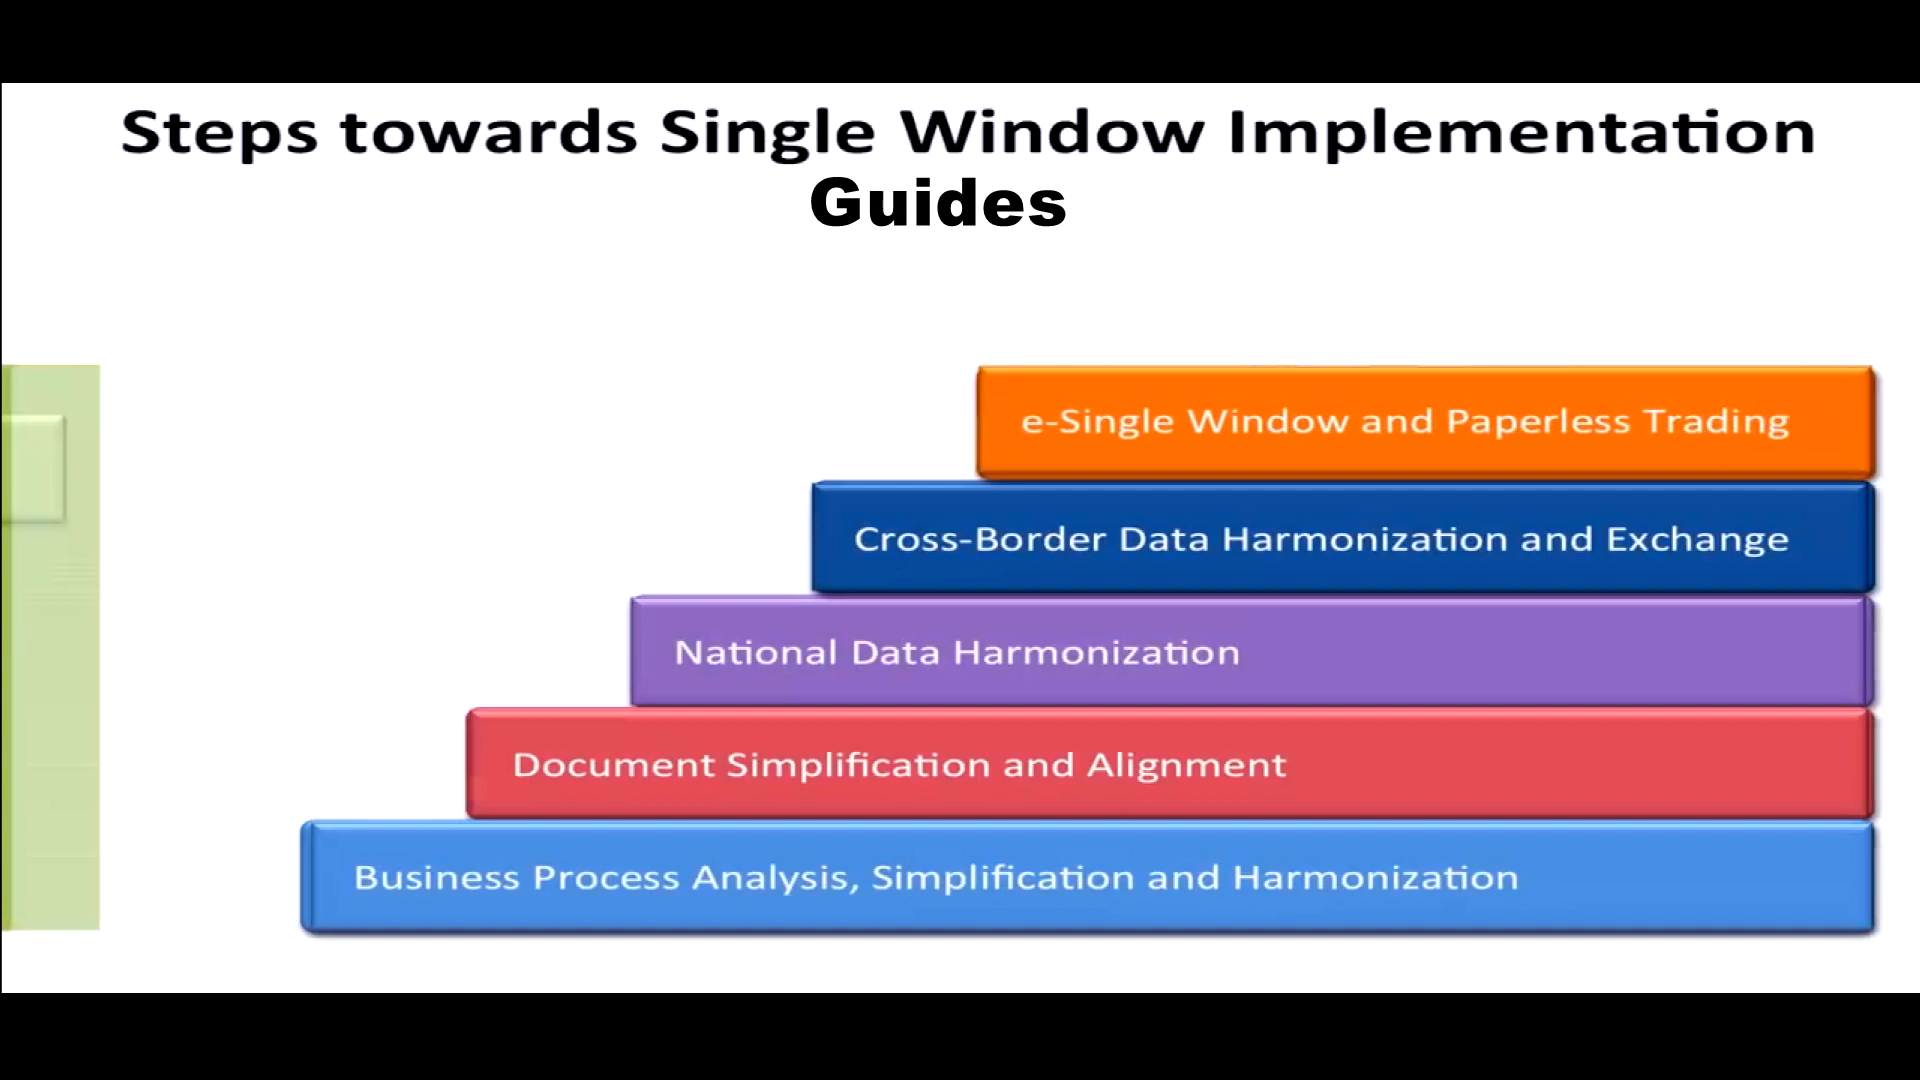 Steps towards Single Window Implementation
Guides
e-Single Window and Paperless Trading
Cross-Border Data Harmonization and Exchange
National Data Harmonization
Document Simplification and Alignment
Business Process Analysis, Simplification and Harmonization